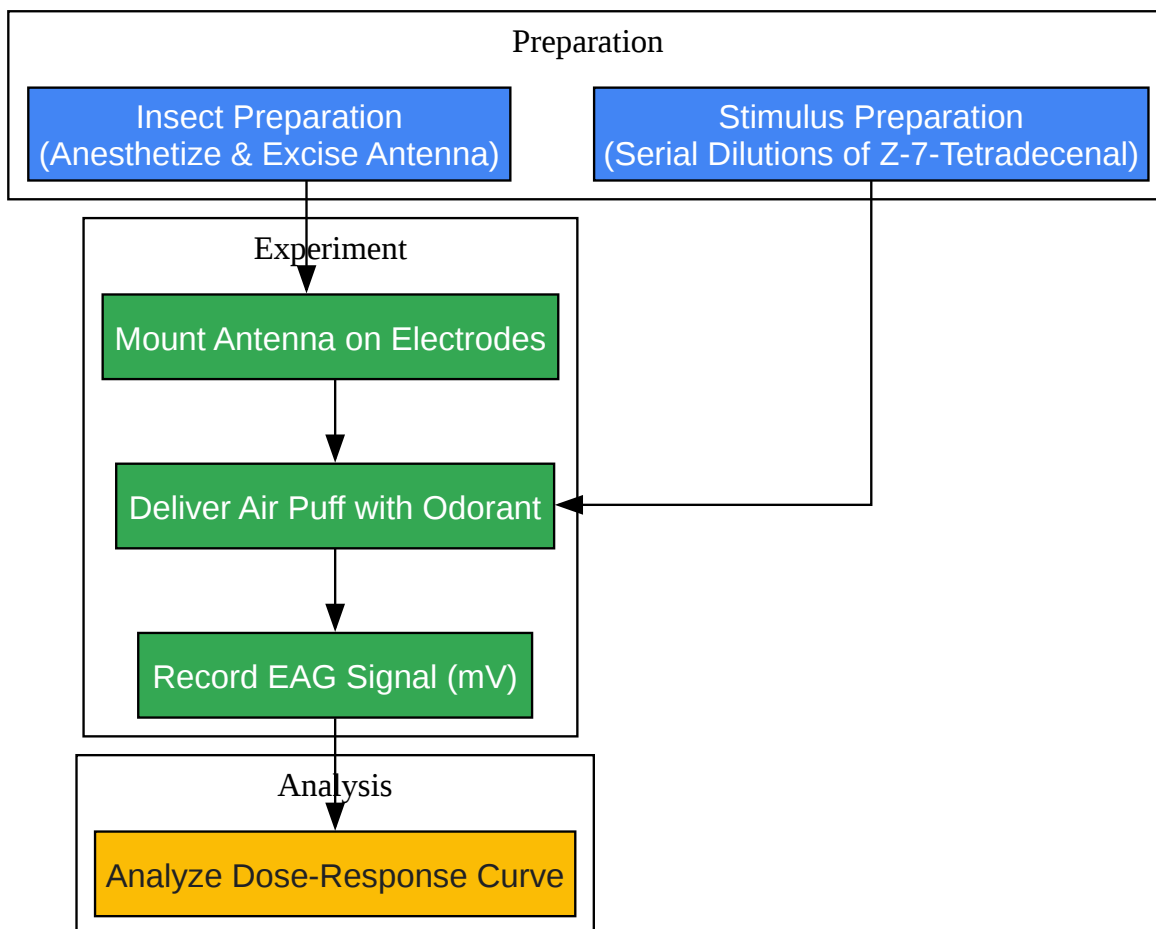 Preparation
Insect Preparation
(Anesthetize & Excise Antenna)
Stimulus Preparation
(Serial Dilutions of Z-7-Tetradecenal)
Experiment
Mount Antenna on Electrodes
Deliver Air Puff with Odorant
Record EAG Signal (mV)
Analysis
Analyze Dose-Response Curve